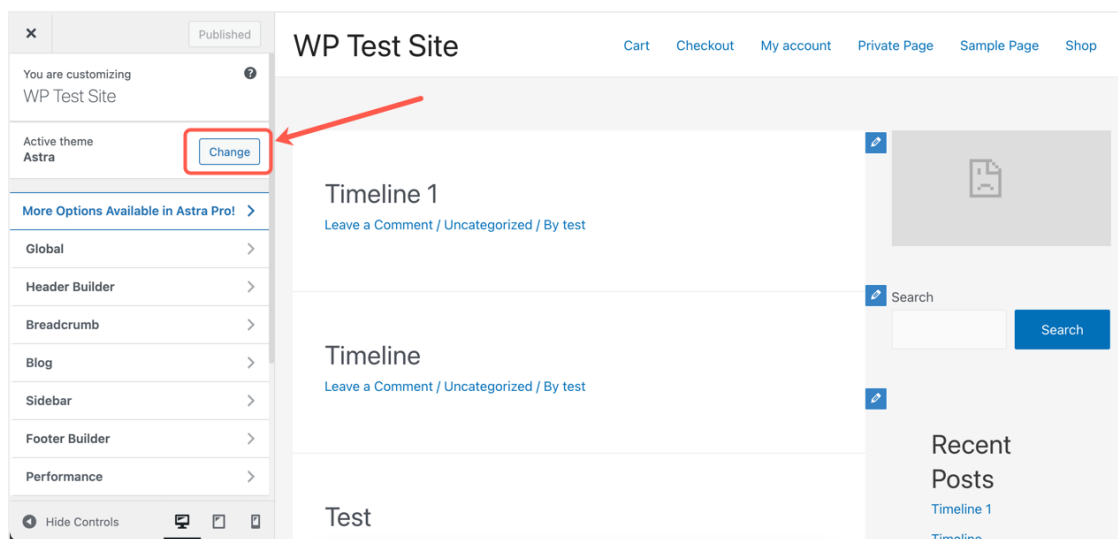 Published
You are customizing
WP Test Site
Active theme
Astra
Change
More Options Available in Astra Pro!
Global
Header Builder
Breadcrumb
Blog
Sidebar
Footer Builder
Performance
Hide Controls
WP Test Site
Cart Checkout My account Private Page Sample Page Shop
Timeline 1
Leave a Comment / Uncategorized / By test
Timeline
Leave a Comment / Uncategorized / By test
Test
Search
Search
Recent
Posts
Timeline 1
Timeline